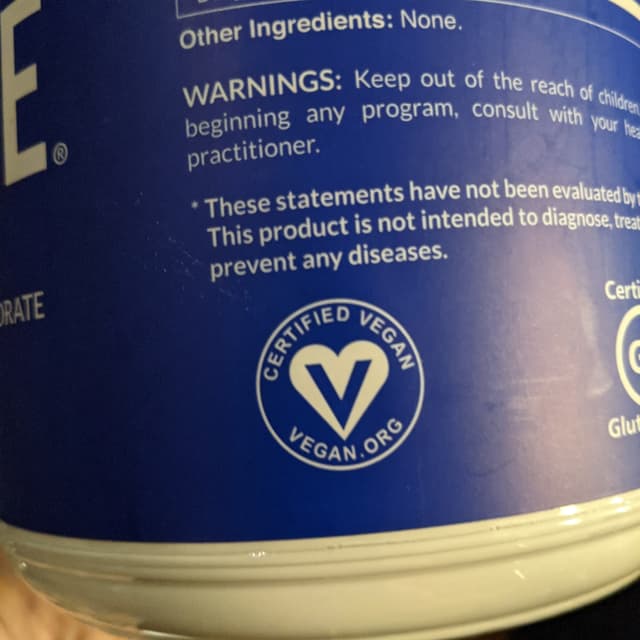 E®
DRATE
Other Ingredients: None.
WARNINGS: Keep out of the reach of children
beginning any program, consult with your
practitioner.
* These statements have not been evaluated by
This product is not intended to diagnose, treat
prevent any diseases.
CERTIFIED VEGAN
V
VEGAN.ORG
Certi
G
Glut